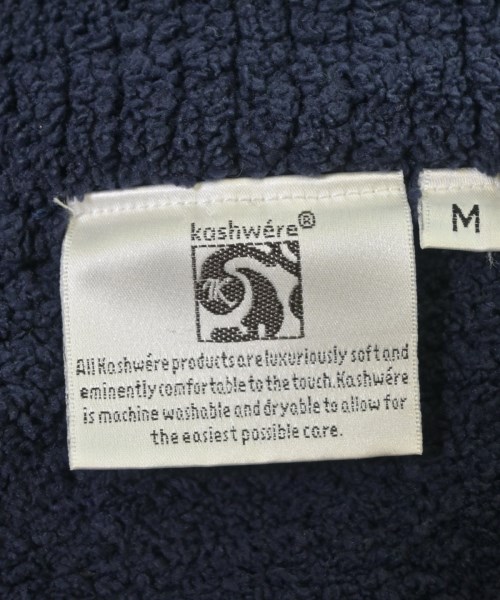 kashwére®
M
All Kashwére products are luxuriously soft and
eminently comfortable to the touch. Kashwére
is machine washable and dryable to allow for
the easiest possible care.